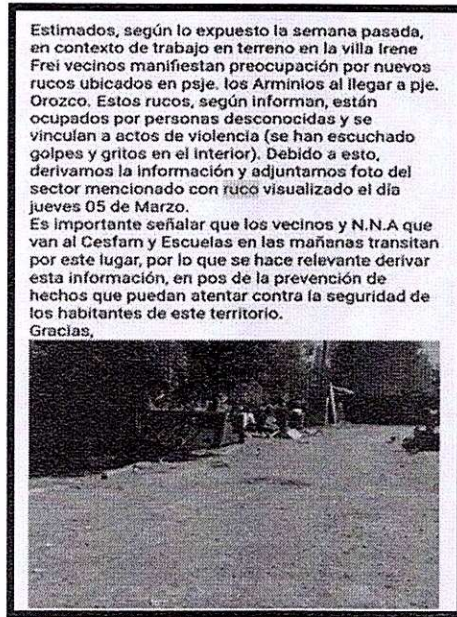 Estimados, según lo expuesto la semana pasada,
en contexto de trabajo en terreno en la villa Irene
Frei vecinos manifiestan preocupación por nuevos
rucos ubicados en psje. los Arminios al llegar a pje.
Orozco. Estos rucos, según informan, están
ocupados por personas desconocidas y se
vinculan a actos de violencia (se han escuchado
golpes y gritos en el interior). Debido a esto,
derivamos la información y adjuntamos foto del
sector mencionado con ruco visualizado el día
jueves 05 de Marzo.
Es importante señalar que los vecinos y N.N.A que
van al Cesfam y Escuelas en las mañanas transitan
por este lugar, por lo que se hace relevante derivar
esta información, en pos de la prevención de
hechos que puedan atentar contra la seguridad de
los habitantes de este territorio.
Gracias,